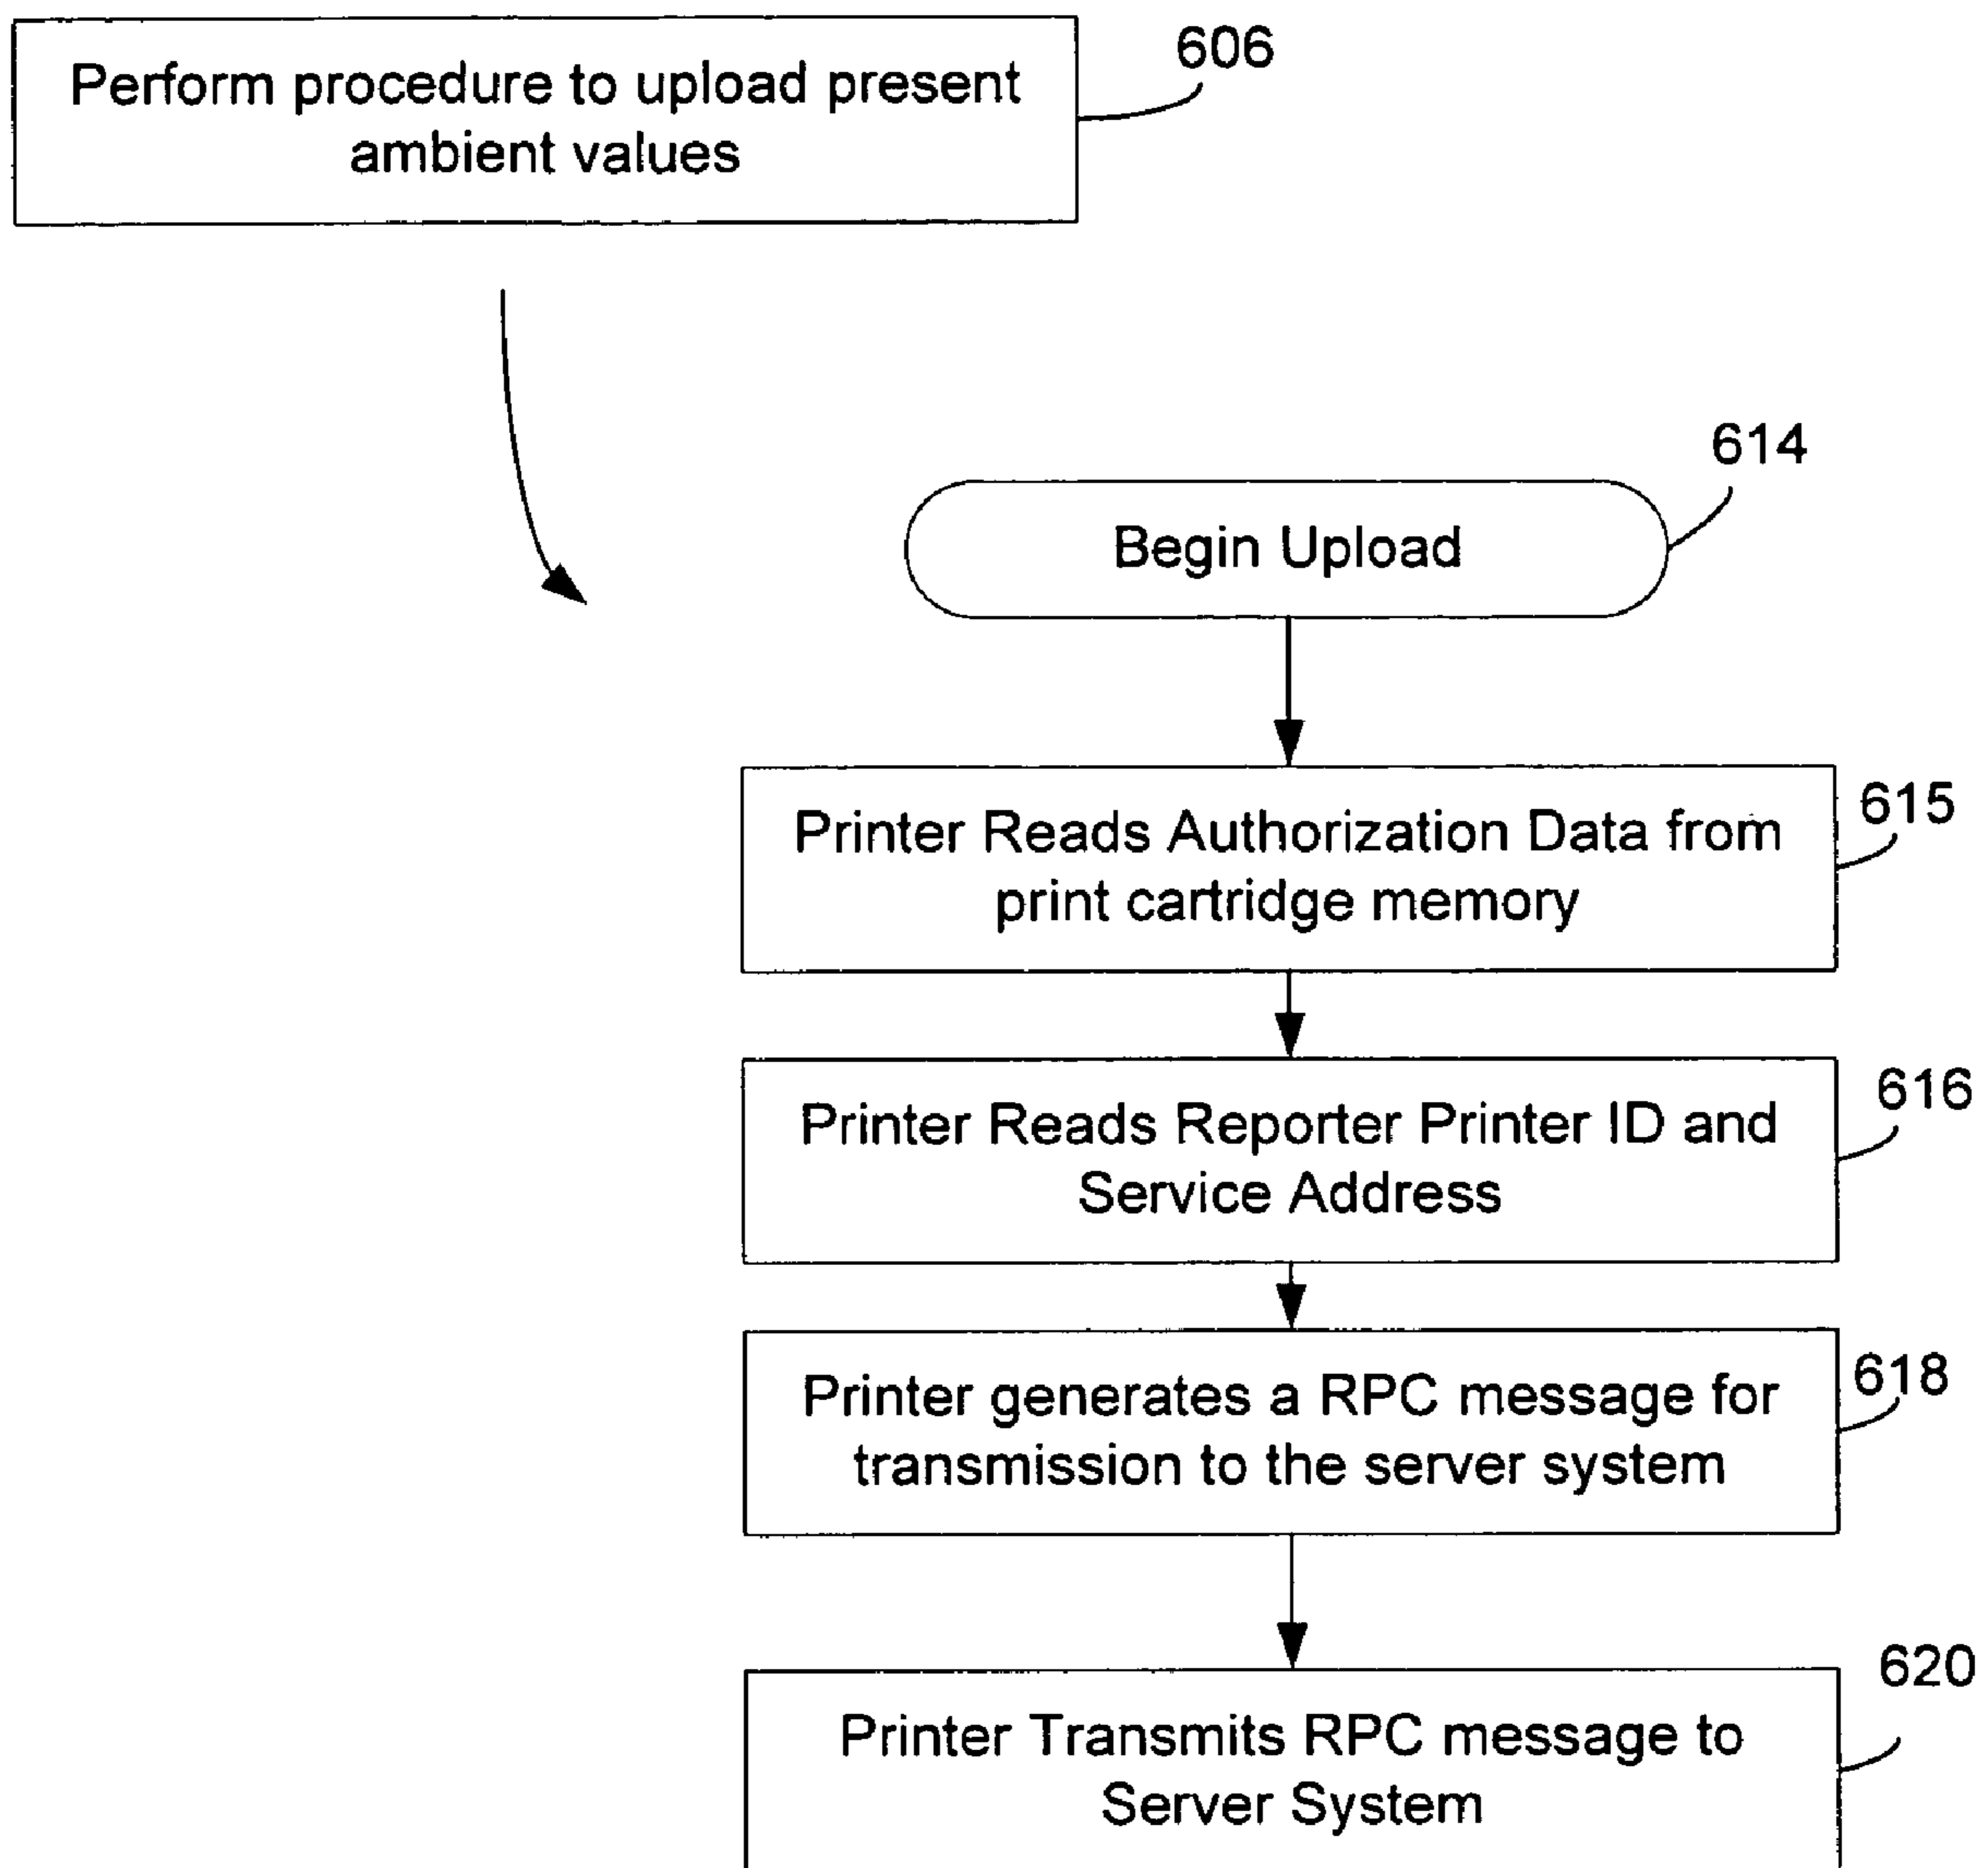 606
Perform procedure to upload present
ambient values
614
Begin Upload
615
Printer Reads Authorization Data from
print cartridge memory
616
Printer Reads Reporter Printer ID and
Service Address
618
Printer generates a RPC message for
transmission to the server system
620
Printer Transmits RPC message to
Server System